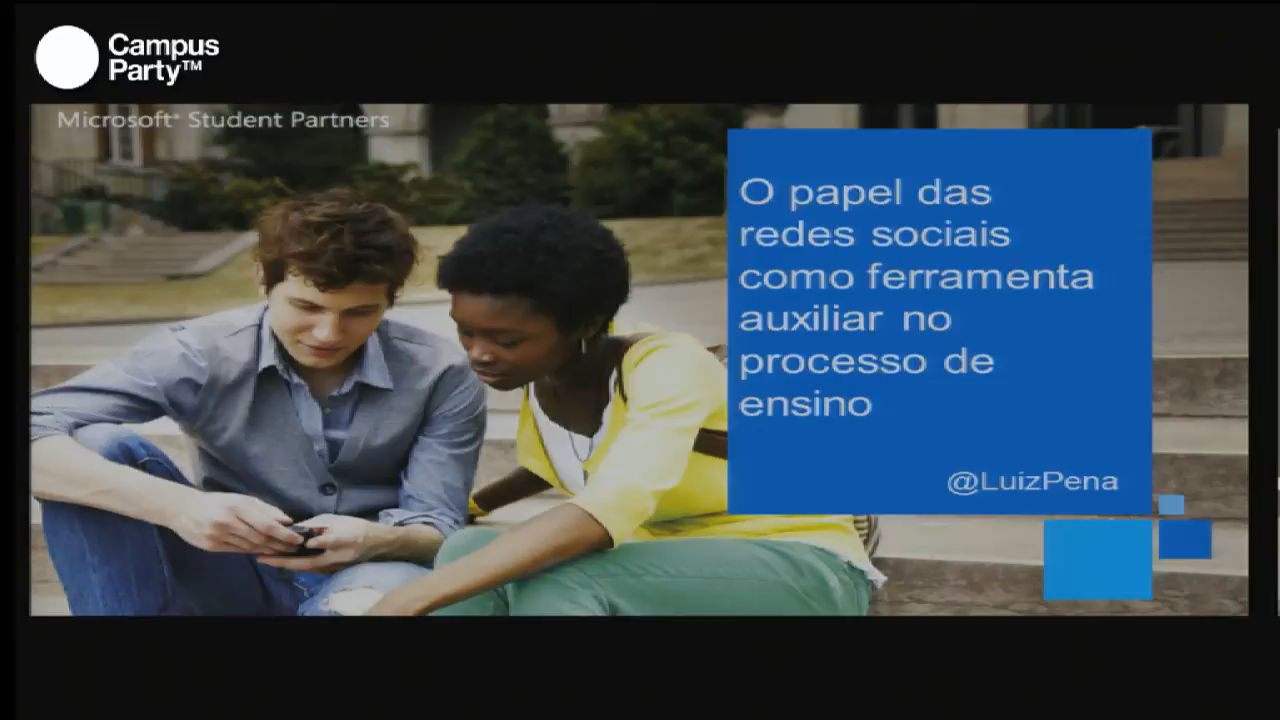 Campus
Party™
Microsoft® Student Partners
O papel das
redes sociais
como ferramenta
auxiliar no
processo de
ensino
@LuizPena